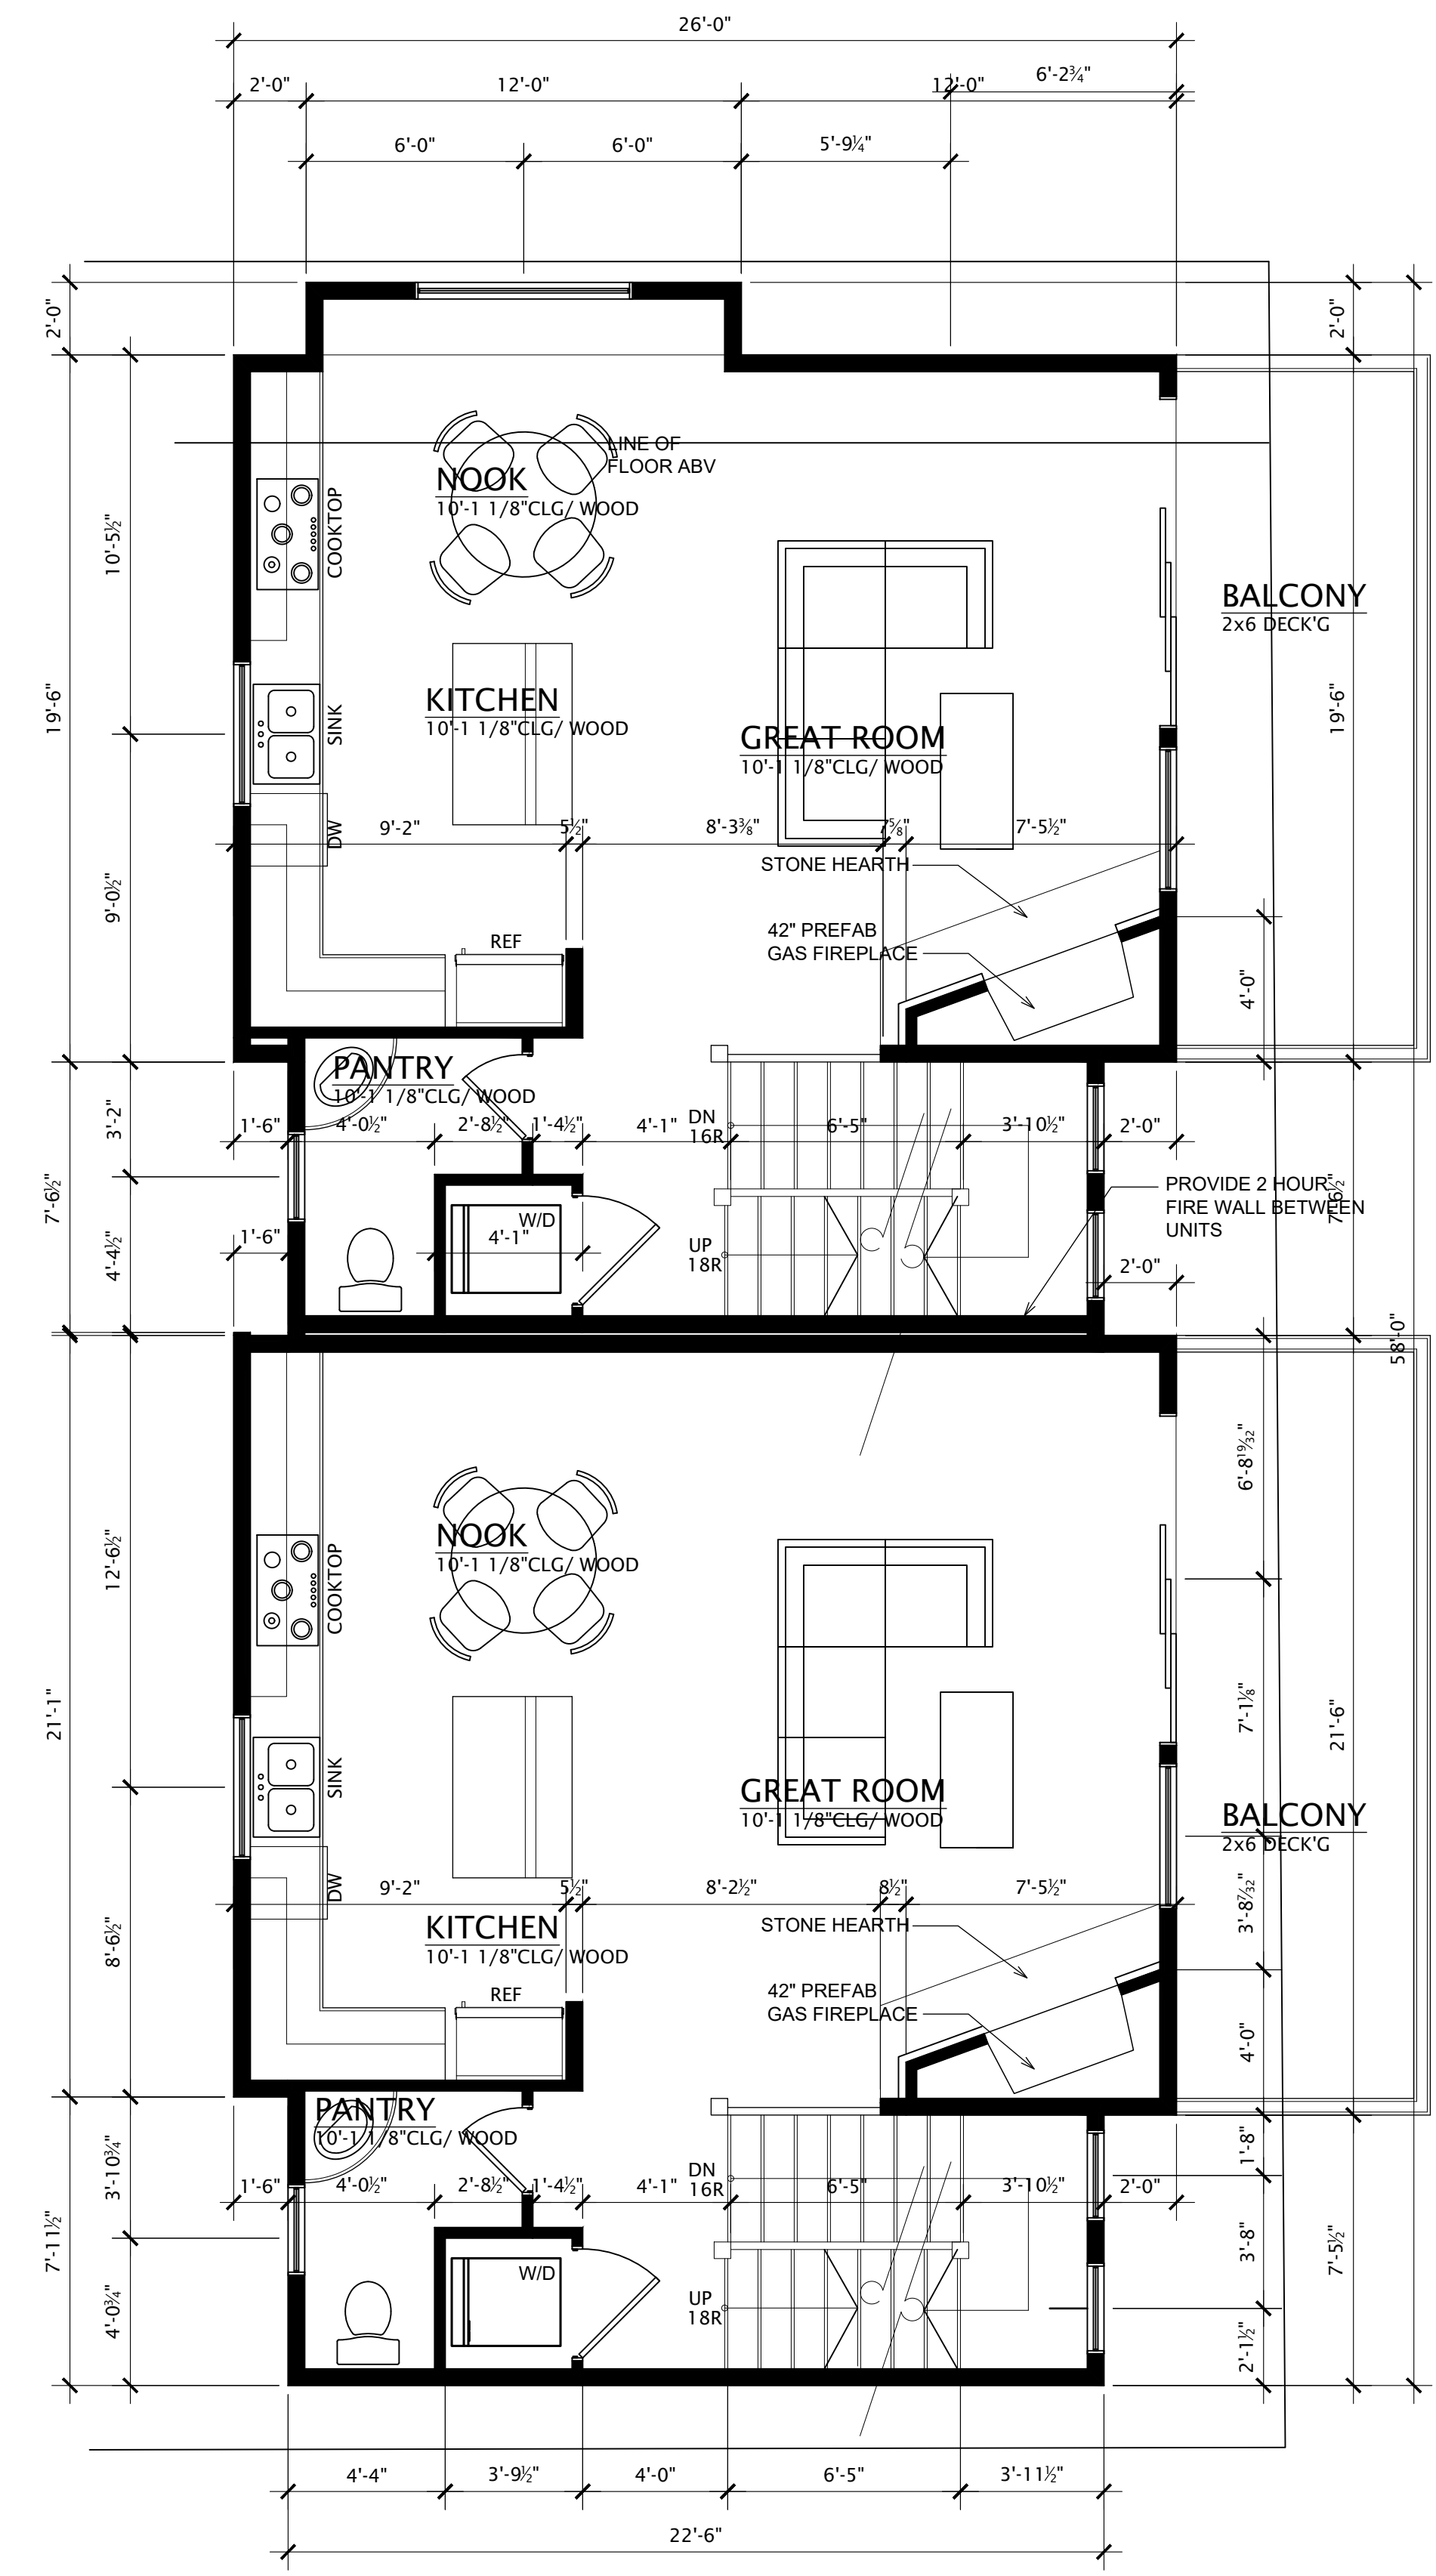 26'-0"
2'-0"
12'-0"
12'-0"
6'-2¾"
6'-0"
6'-0"
5'-9¼"
2'-0"
2'-0"
LINE OF
FLOOR ABV
NOOK
10'-1 1/8"CLG/ WOOD
COOKTOP
10'-5½"
BALCONY
2x6 DECK'G
19'-6"
19'-6"
KITCHEN
10'-1 1/8"CLG/ WOOD
SINK
GREAT ROOM
10'-1 1/8"CLG/ WOOD
DW
9'-2"
5½"
8'-3⅜"
7⅝"
7'-5½"
STONE HEARTH
9'-0½"
42" PREFAB
GAS FIREPLACE
REF
4'-0"
PANTRY
10'-1 1/8"CLG/ WOOD
3'-2"
1'-6"
4'-0½"
2'-8½"
1'-4½"
4'-1"
DN
16R
6'-5"
3'-10½"
2'-0"
7'-6½"
7'-6½"
PROVIDE 2 HOUR
FIRE WALL BETWEEN
UNITS
W/D
4'-1"
1'-6"
4'-4½"
UP
18R
2'-0"
58'-0"
6'-8¹⁹⁄₃₂"
NOOK
10'-1 1/8"CLG/ WOOD
COOKTOP
12'-6½"
21'-1"
7'-1⅛"
21'-6"
SINK
GREAT ROOM
10'-1 1/8"CLG/ WOOD
BALCONY
2x6 DECK'G
DW
9'-2"
5½"
8'-2½"
8½"
7'-5½"
3'-8⁷⁄₃₂"
KITCHEN
10'-1 1/8"CLG/ WOOD
STONE HEARTH
8'-6½"
42" PREFAB
GAS FIREPLACE
REF
4'-0"
PANTRY
10'-1 1/8"CLG/ WOOD
3'-10¾"
1'-8"
1'-6"
4'-0½"
2'-8½"
1'-4½"
4'-1"
DN
16R
6'-5"
3'-10½"
2'-0"
7'-11½"
3'-8"
7'-5½"
W/D
4'-0¾"
UP
18R
2'-1½"
4'-4"
3'-9½"
4'-0"
6'-5"
3'-11½"
22'-6"